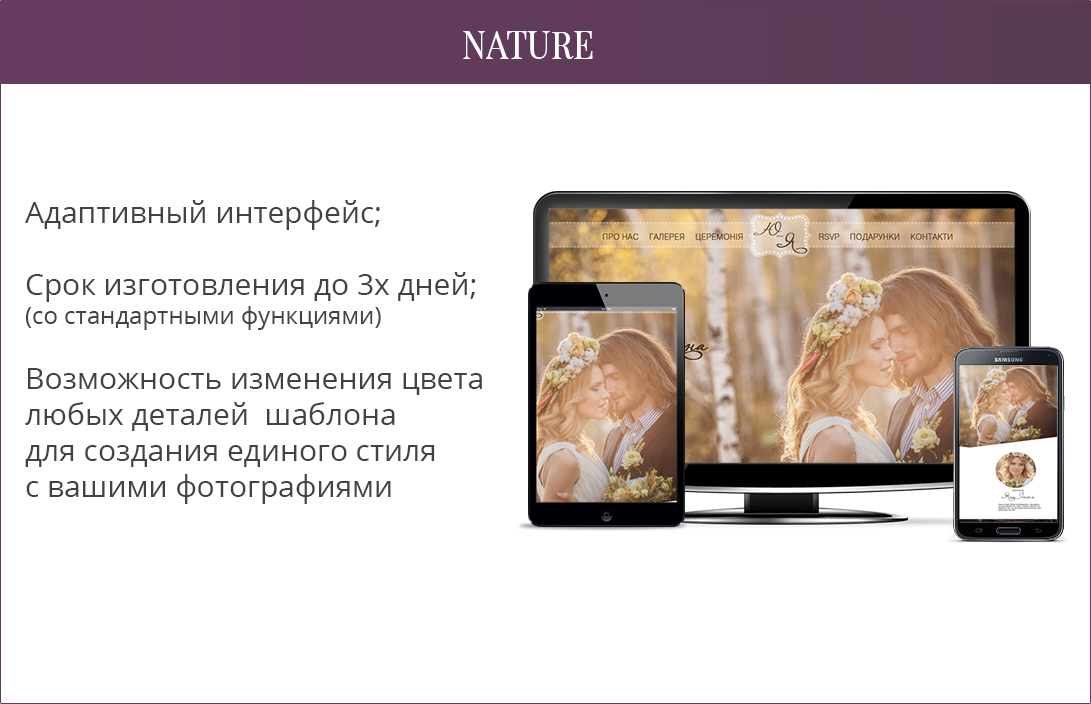 NATURE
Адаптивный интерфейс;
Срок изготовления до 3х дней;
(со стандартными функциями)
Возможность изменения цвета
любых деталей шаблона
для создания единого стиля
с вашими фотографиями
ПРО НАС ГАЛЕРЕЯ ЦЕРЕМОНІЯ Ю Я RSVP ПОДАРУНКИ КОНТАКТИ
SAMSUNG